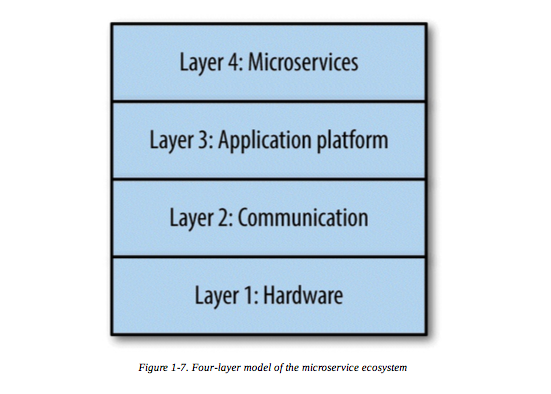 Layer 4: Microservices
Layer 3: Application platform
Layer 2: Communication
Layer 1: Hardware
Figure 1-7. Four-layer model of the microservice ecosystem